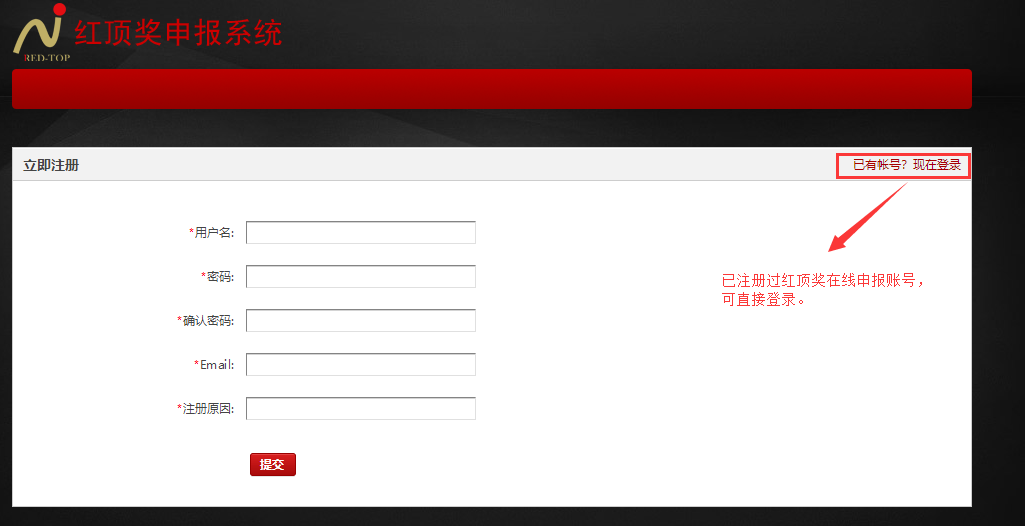 红顶奖申报系统
RED-TOP
立即注册
已有帐号？现在登录
*用户名:
*密码:
*确认密码:
*Email:
*注册原因:
提交
已注册过红顶奖在线申报账号，
可直接登录。